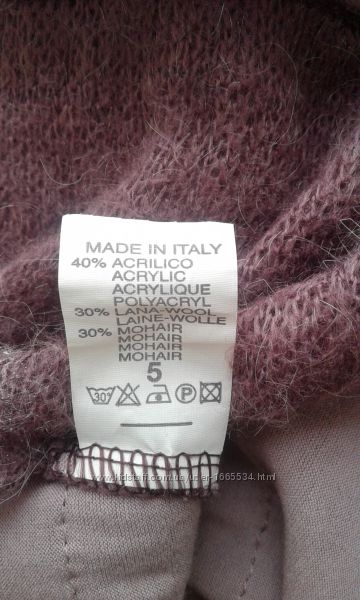 MADE IN ITALY
40% ACRILICO
ACRYLIC
ACRYLIQUE
POLYACRYL
30% LANA-WOOL
LAINE-WOLLE
30% MOHAIR
MOHAIR
MOHAIR
MOHAIR
5
30° P